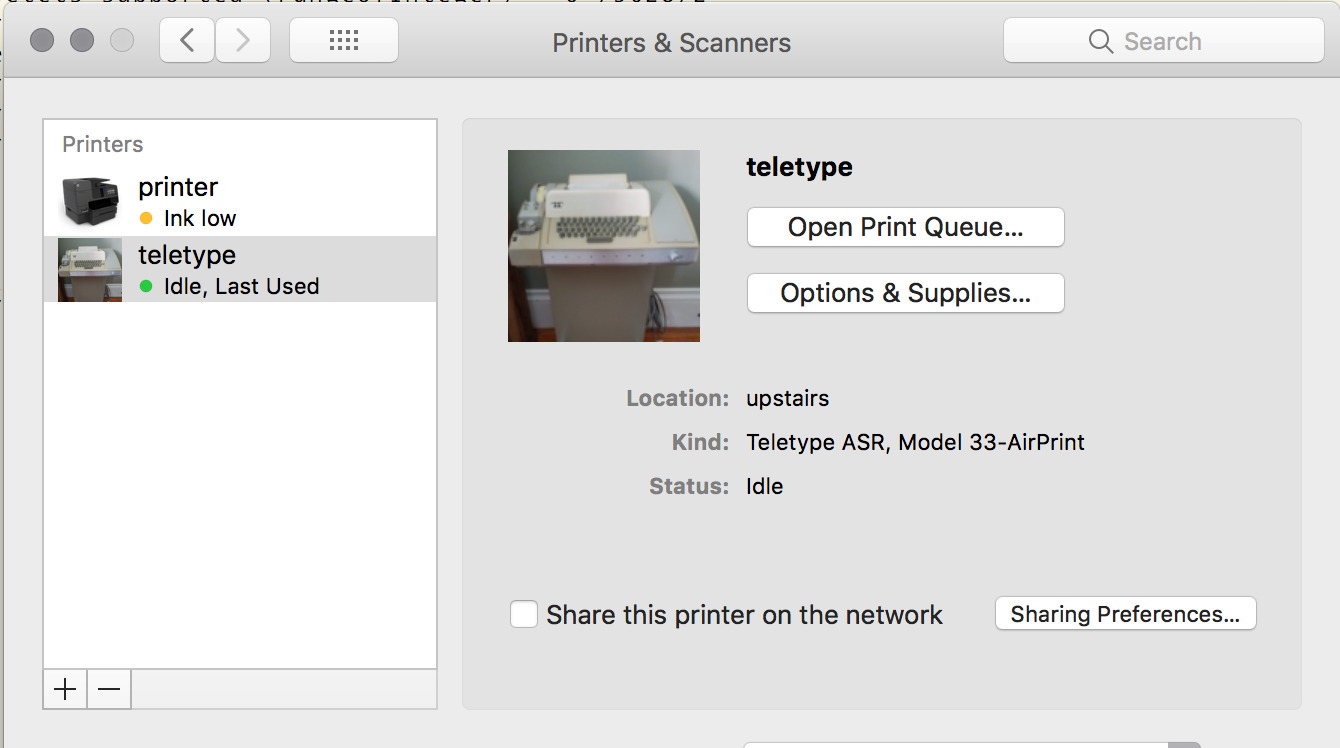 Printers & Scanners
Search
Printers
printer
Ink low
teletype
Idle, Last Used
teletype
Open Print Queue...
Options & Supplies...
Location: upstairs
Kind: Teletype ASR, Model 33-AirPrint
Status: Idle
Share this printer on the network
Sharing Preferences...